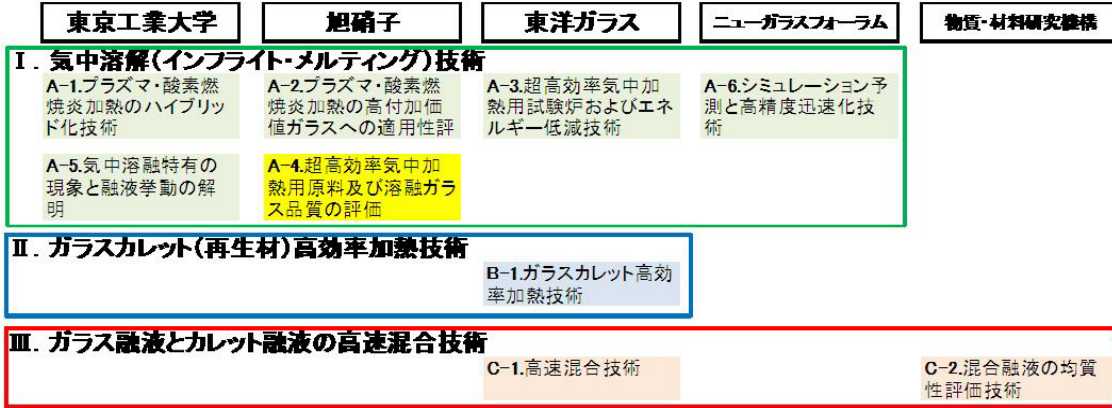 東京工業大学
旭硝子
東洋ガラス
ニューガラスフォーラム
物質・材料研究機構
Ⅰ. 気中溶解(インフライト・メルティング)技術
A-1.プラズマ・酸素燃
焼炎加熱のハイブリッ
ド化技術
A-2.プラズマ・酸素燃
焼炎加熱の高付加価
値ガラスへの適用性評
A-3.超高効率気中加
熱用試験炉およびエネ
ルギー低減技術
A-6.シミュレーション予
測と高精度迅速化技
術
A-5.気中溶融特有の
現象と融液挙動の解
明
A-4.超高効率気中加
熱用原料及び溶融ガラ
ス品質の評価
Ⅱ. ガラスカレット(再生材)高効率加熱技術
B-1.ガラスカレット高効
率加熱技術
Ⅲ. ガラス融液とカレット融液の高速混合技術
C-1.高速混合技術
C-2.混合融液の均質
性評価技術